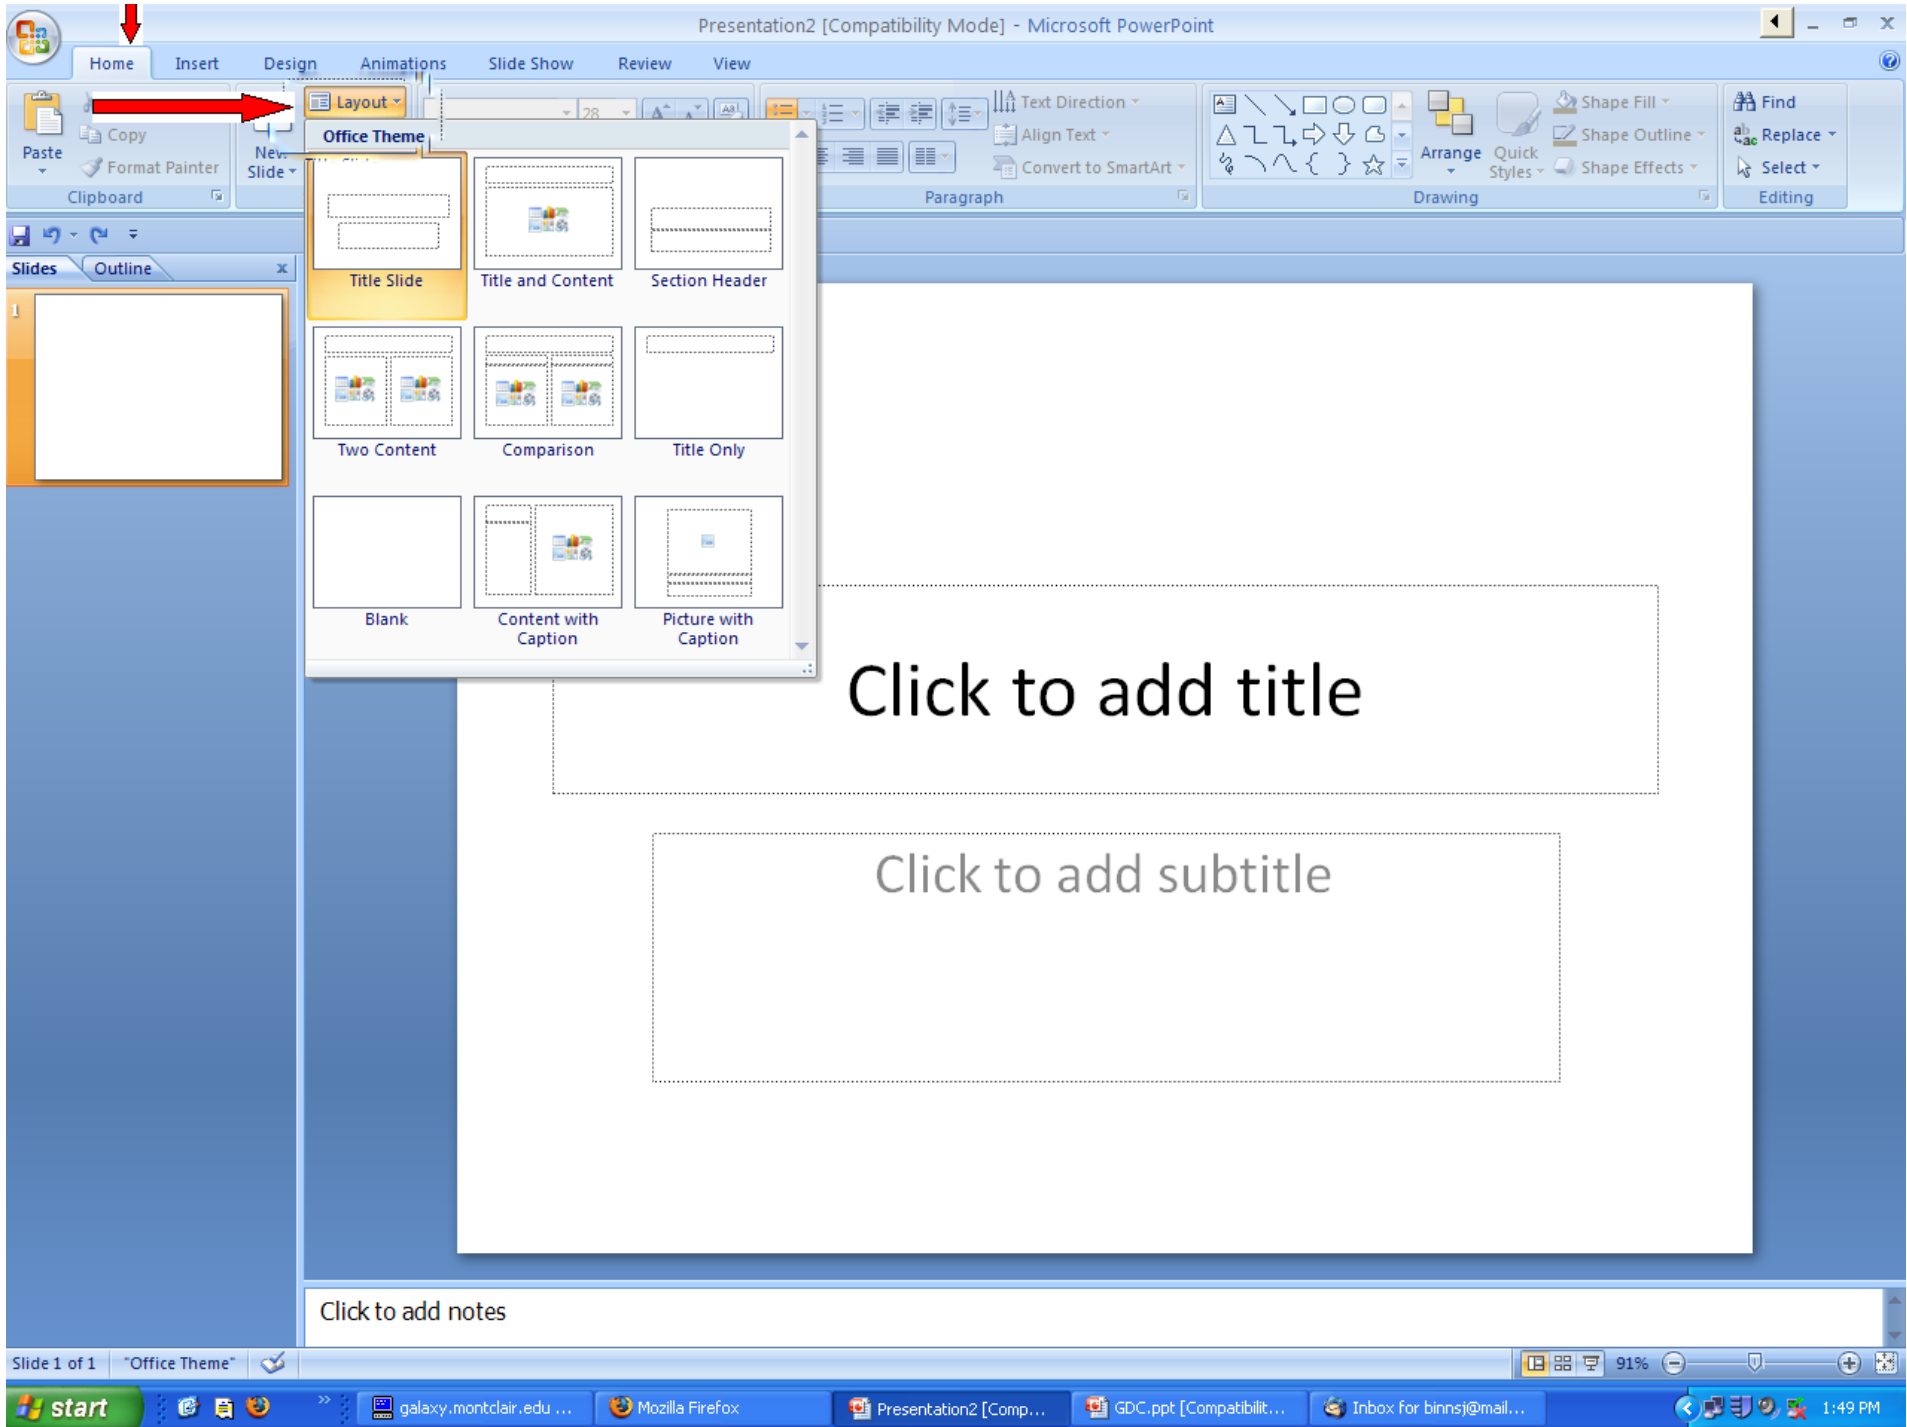 Presentation2 [Compatibility Mode] - Microsoft PowerPoint
Home Insert Design Animations Slide Show Review View
Layout
28
Text Direction
Shape Fill
Find
Copy
Align Text
Shape Outline
Replace
Paste
Format Painter
New
Slide
Convert to SmartArt
Arrange
Quick
Styles
Shape Effects
Select
Clipboard
Paragraph
Drawing
Editing
Office Theme
Title Slide Title and Content Section Header
Two Content Comparison Title Only
Blank Content with
Caption Picture with
Caption
Slides Outline
1
Click to add title
Click to add subtitle
Click to add notes
Slide 1 of 1 "Office Theme" 91%
start galaxy.montclair.edu ... Mozilla Firefox Presentation2 [Comp... GDC.ppt [Compatibilit... Inbox for binnsj@mail... 1:49 PM